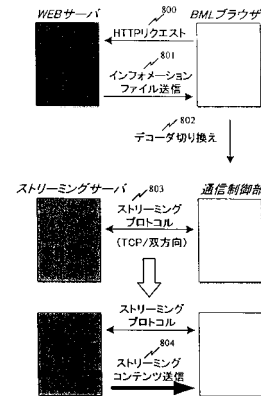 WEBサーバ
BMLブラウザ
800
HTTPリクエスト
801
インフォメーション
ファイル送信
802
デコーダ切り換え
ストリーミングサーバ
803
通信制御部
ストリーミング
プロトコル
(TCP/双方向)
ストリーミング
プロトコル
804
ストリーミング
コンテンツ送信